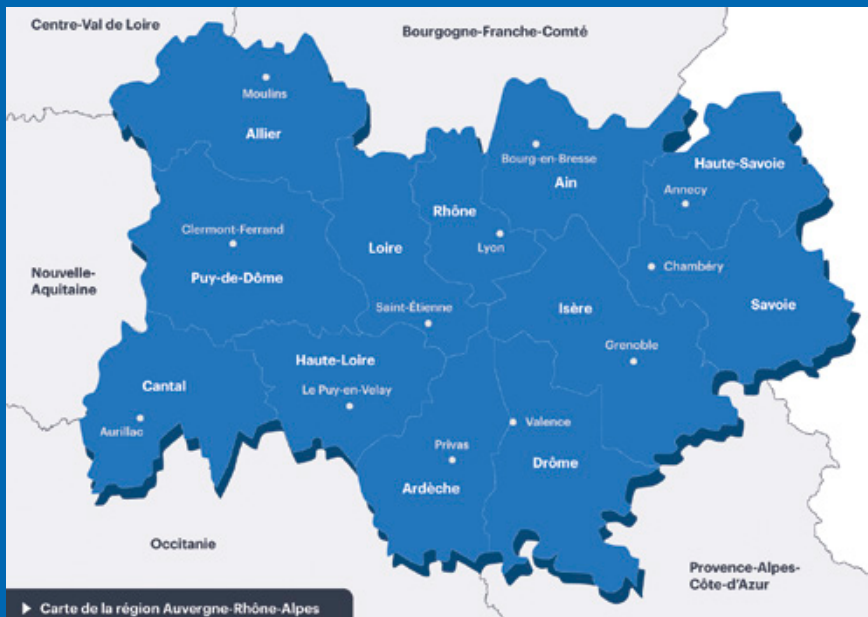 Centre-Val de Loire
Bourgogne-Franche-Comté
Moulins
Allier
Bourg-en-Bresse
Ain
Haute-Savoie
Annecy
Rhône
Clermont-Ferrand
Loire
Lyon
Chambéry
Nouvelle-
Aquitaine
Puy-de-Dôme
Saint-Étienne
Isère
Savoie
Grenoble
Haute-Loire
Cantal
Le Puy-en-Velay
Aurillac
Valence
Privas
Drôme
Ardèche
Occitanie
Provence-Alpes-
Côte-d'Azur
Carte de la région Auvergne-Rhône-Alpes